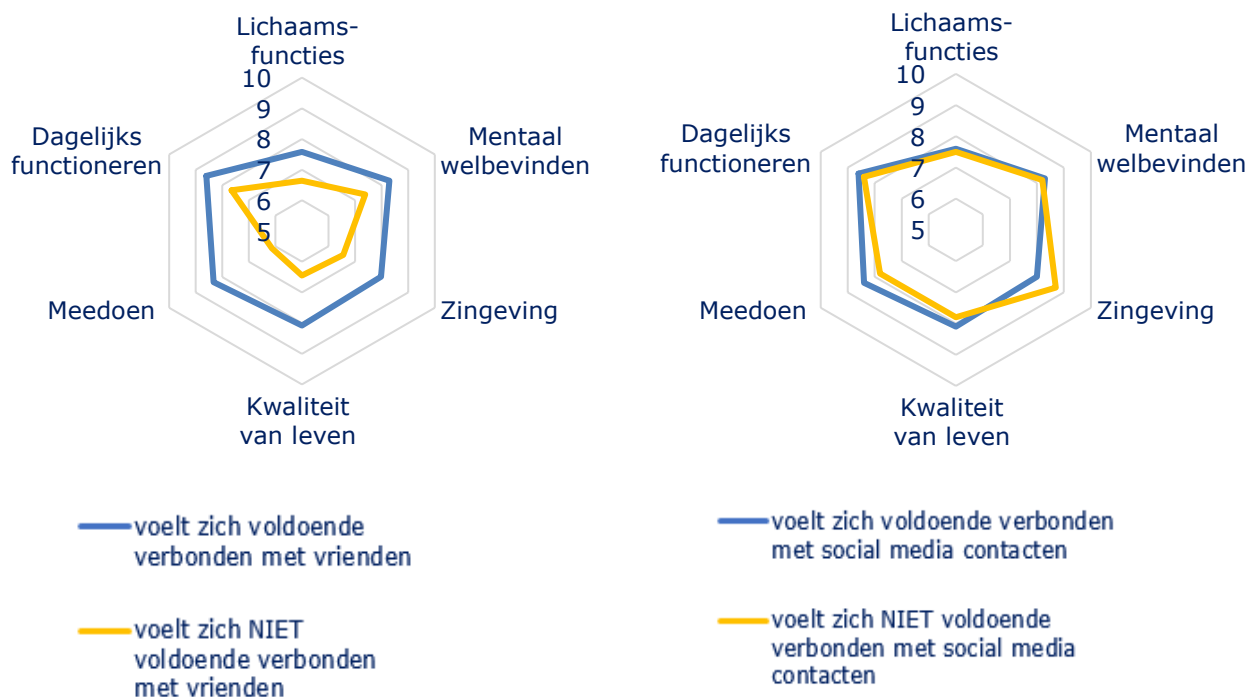 Lichaams-
functies
10
9
8
7
6
5
Mentaal
welbevinden
Zingeving
Kwaliteit
van leven
Meedoen
Dagelijks
functioneren
voelt zich voldoende
verbonden met vrienden
voelt zich NIET
voldoende verbonden
met vrienden
Lichaams-
functies
10
9
8
7
6
5
Mentaal
welbevinden
Zingeving
Kwaliteit
van leven
Meedoen
Dagelijks
functioneren
voelt zich voldoende verbonden
met social media contacten
voelt zich NIET voldoende
verbonden met social media
contacten